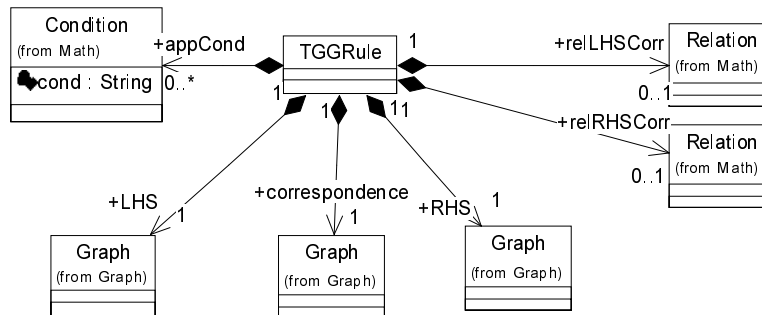 Condition
(from Math)
cond : String
+appCond
0..*
1
TGGRule
1
+relLHSCorr
0..1
Relation
(from Math)
1
+relRHSCorr
0..1
Relation
(from Math)
1
+LHS
1
Graph
(from Graph)
1
+correspondence
1
Graph
(from Graph)
1
+RHS
1
Graph
(from Graph)